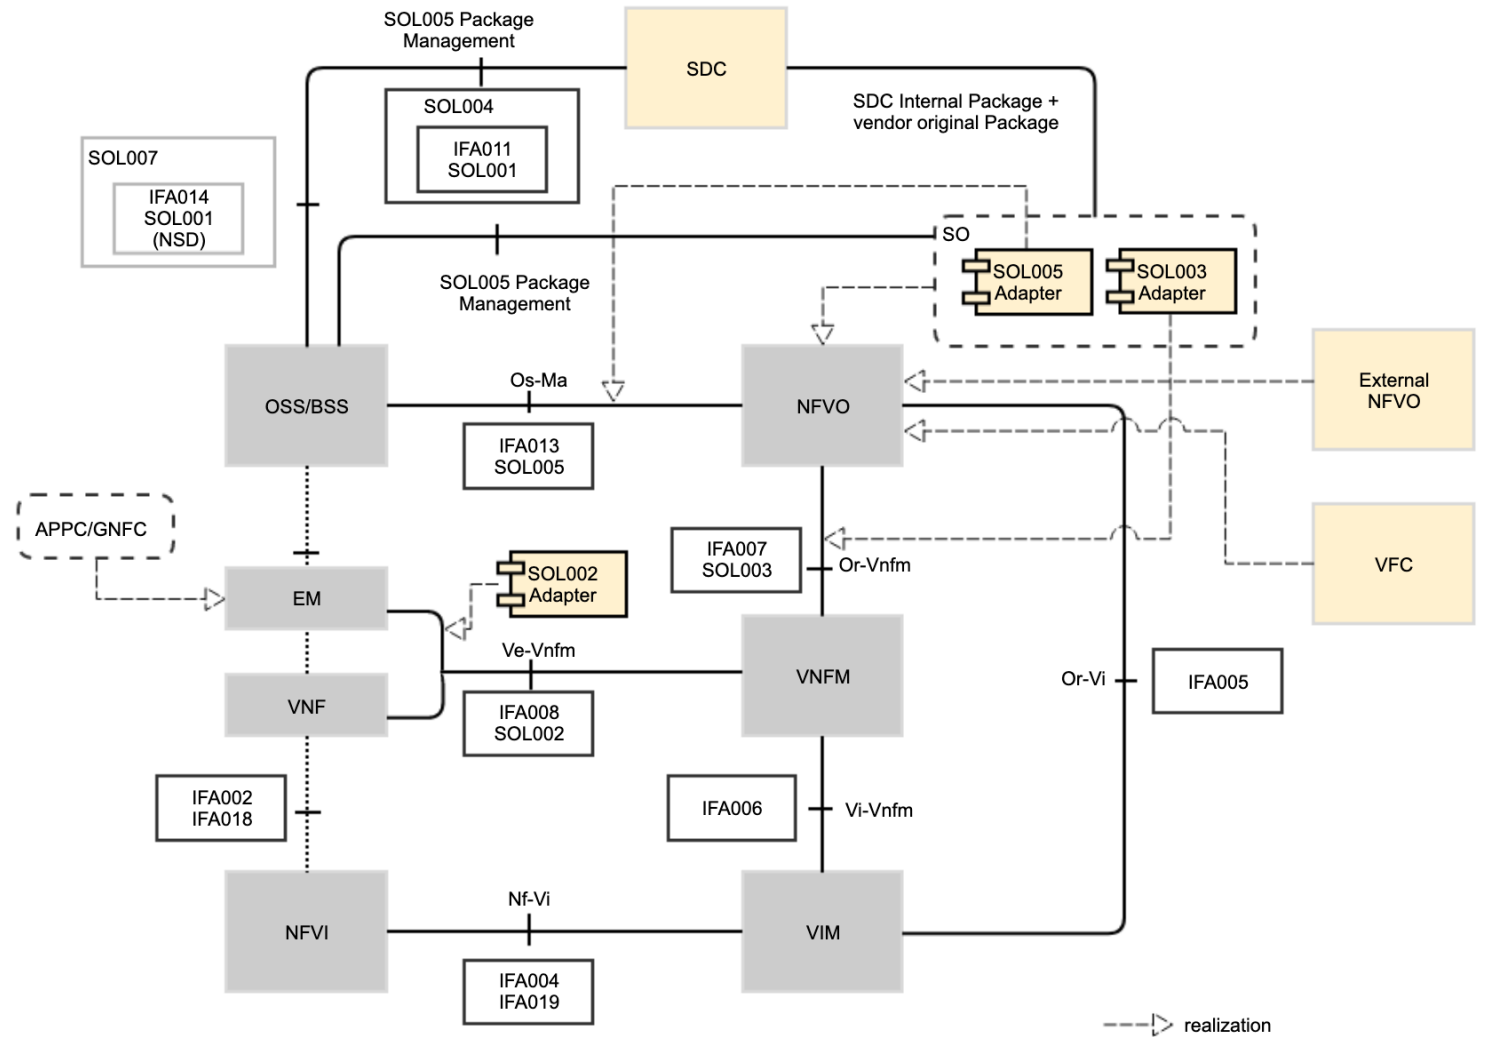 SOL005 Package
Management
SDC
SDC Internal Package +
vendor original Package
SOL004
IFA011
SOL001
SOL007
IFA014
SOL001
(NSD)
SO
SOL005
Adapter
SOL003
Adapter
SOL005 Package
Management
OSS/BSS
Os-Ma
NFVO
External
NFVO
IFA013
SOL005
APPC/GNFC
IFA007
SOL003
Or-Vnfm
VFC
SOL002
Adapter
EM
Ve-Vnfm
VNFM
Or-Vi
IFA005
VNF
IFA008
SOL002
IFA002
IFA018
IFA006
Vi-Vnfm
Nf-Vi
NFVI
VIM
IFA004
IFA019
realization